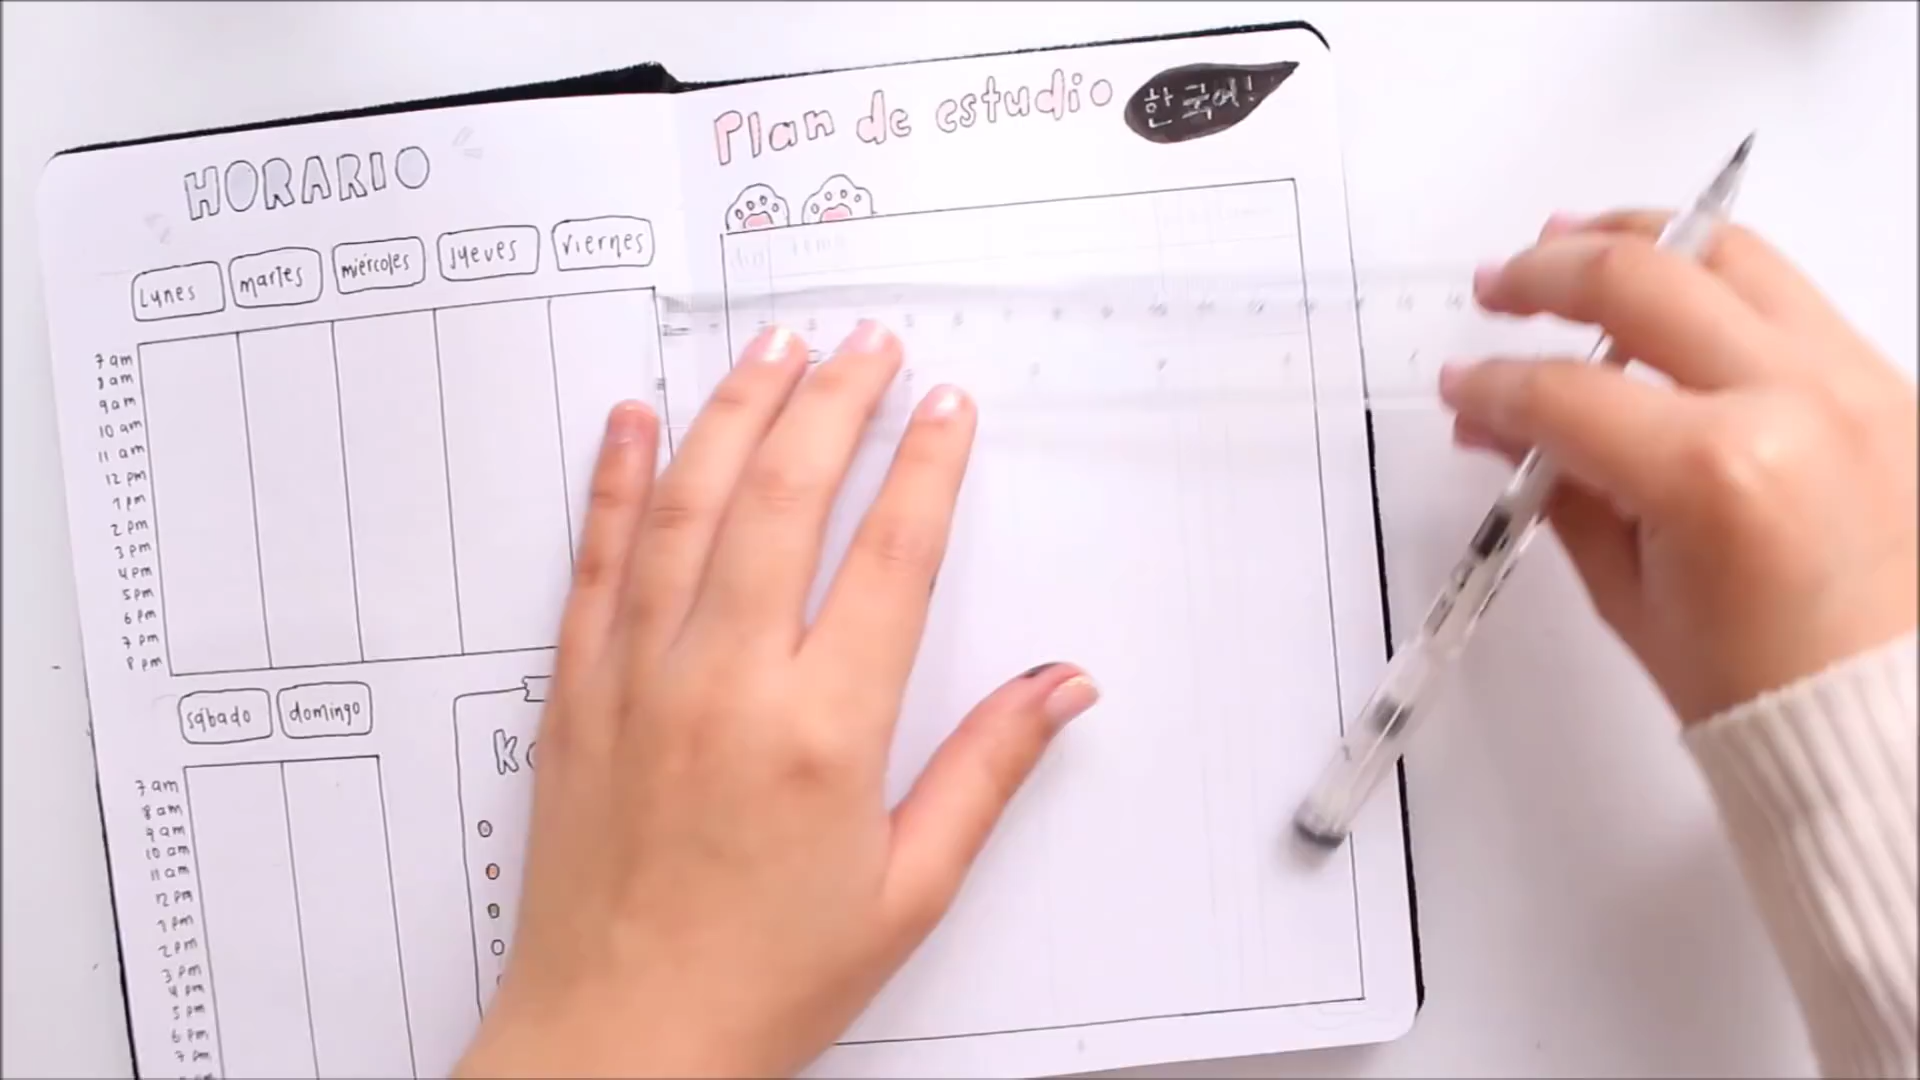 HORARIO
Lunes martes miércoles jueves viernes
7 am
8 am
9 am
10 am
11 am
12 pm
1 pm
2 pm
3 pm
4 pm
5 pm
6 pm
7 pm
8 pm
sábado domingo
7 am
8 am
9 am
10 am
11 am
12 pm
1 pm
2 pm
3 pm
4 pm
5 pm
6 pm
7 pm
Plan de estudio
한국어!
día tema